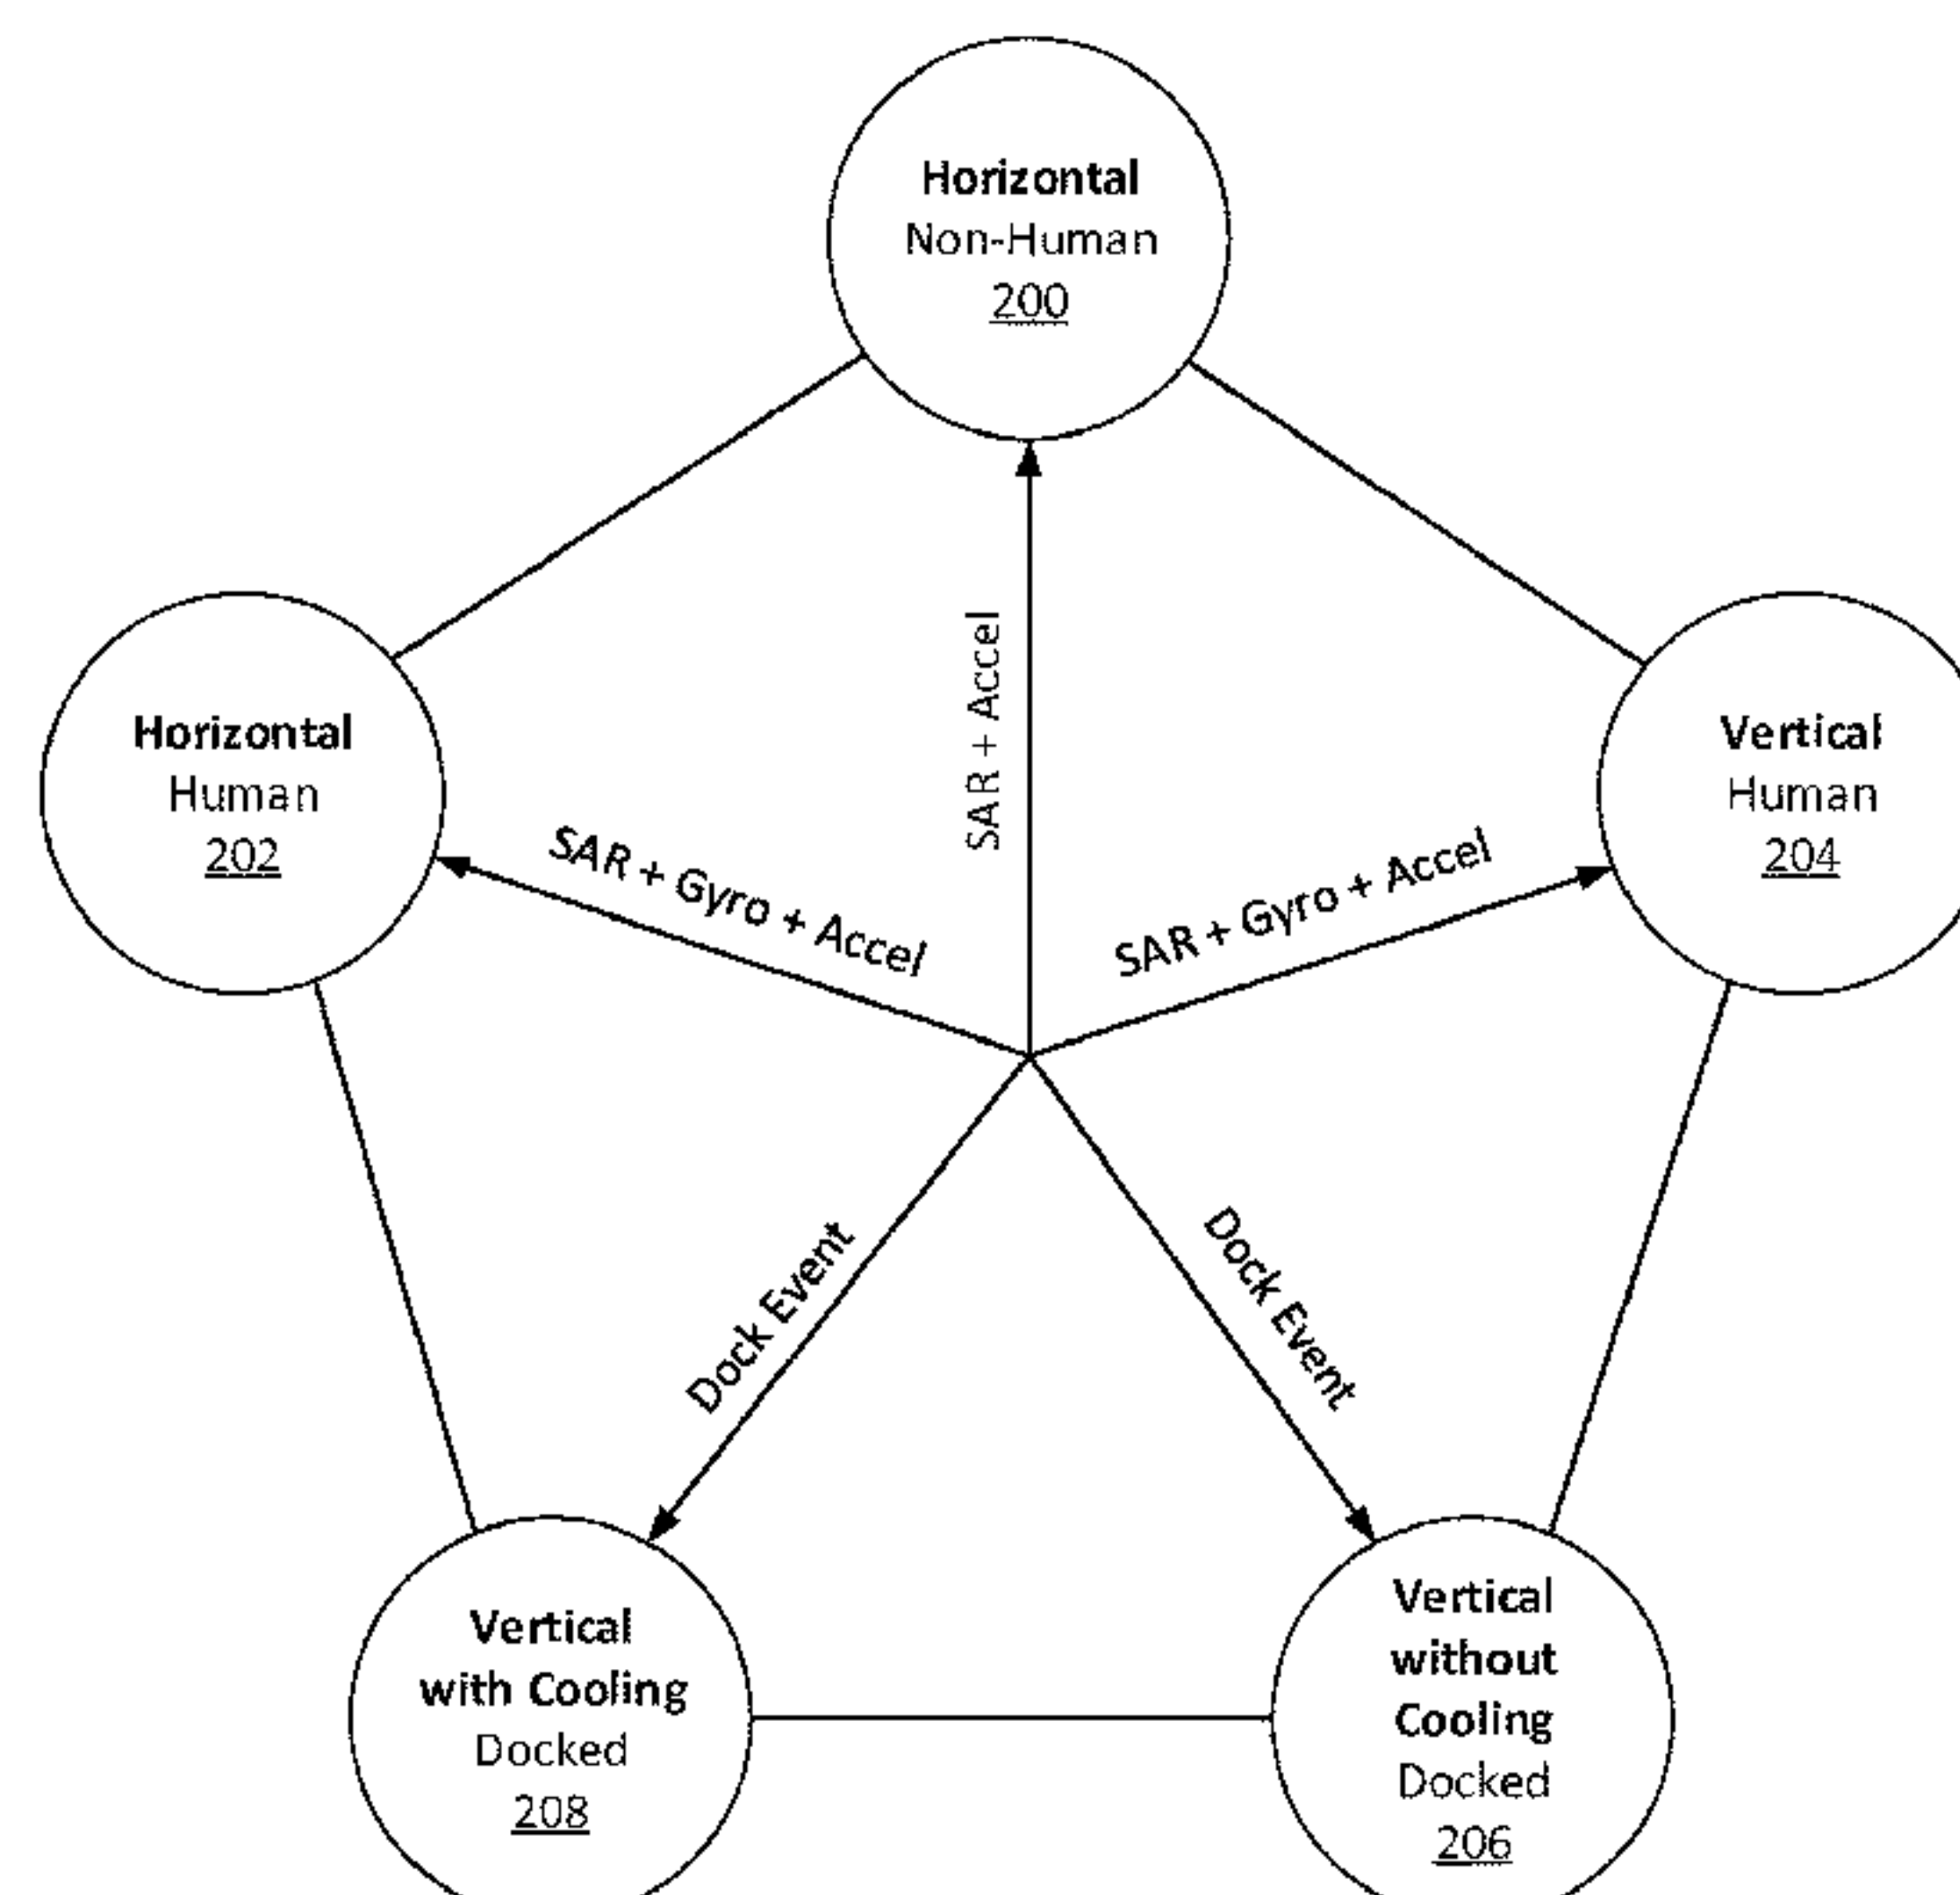 Horizontal
Non-Human
200
SAR + Accel
Horizontal
Human
202
Vertical
Human
204
SAR + Gyro + Accel
SAR + Gyro + Accel
Dock Event
Dock Event
Vertical
with Cooling
Docked
208
Vertical
without
Cooling
Docked
206